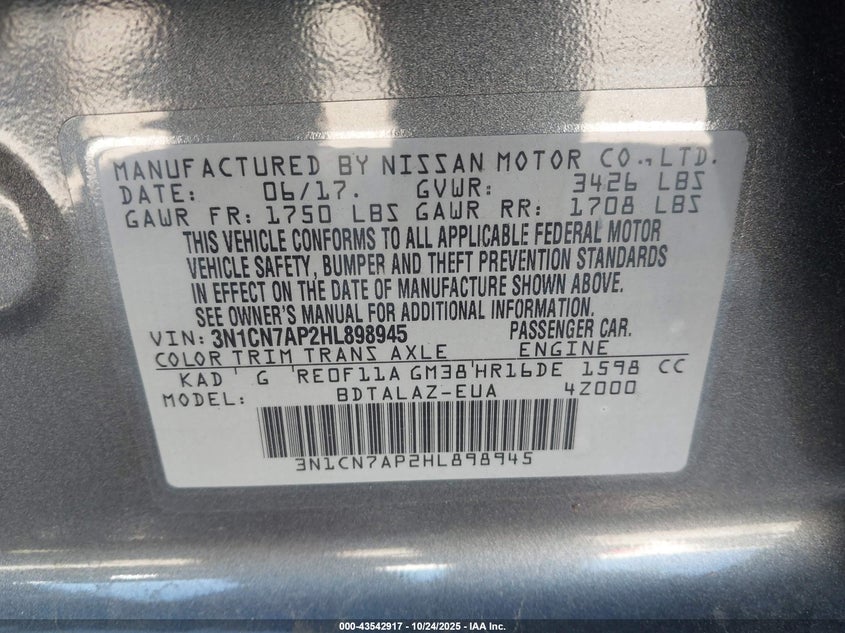 MANUFACTURED BY NISSAN MOTOR CO.,LTD.
DATE: 06/17. GVWR: 3426 LBS
GAWR FR: 1750 LBS GAWR RR: 1708 LBS
THIS VEHICLE CONFORMS TO ALL APPLICABLE FEDERAL MOTOR
VEHICLE SAFETY, BUMPER AND THEFT PREVENTION STANDARDS
IN EFFECT ON THE DATE OF MANUFACTURE SHOWN ABOVE.
SEE OWNER'S MANUAL FOR ADDITIONAL INFORMATION.
VIN: 3N1CN7AP2HL898945 PASSENGER CAR.
COLOR TRIM TRANS AXLE ENGINE
KAD G RE0F11A GM38 HR16DE 1598 CC
MODEL: BDTALAZ-EUA 4Z000
3N1CN7AP2HL898945
000-43542917 - 10/24/2025 - IAA Inc.